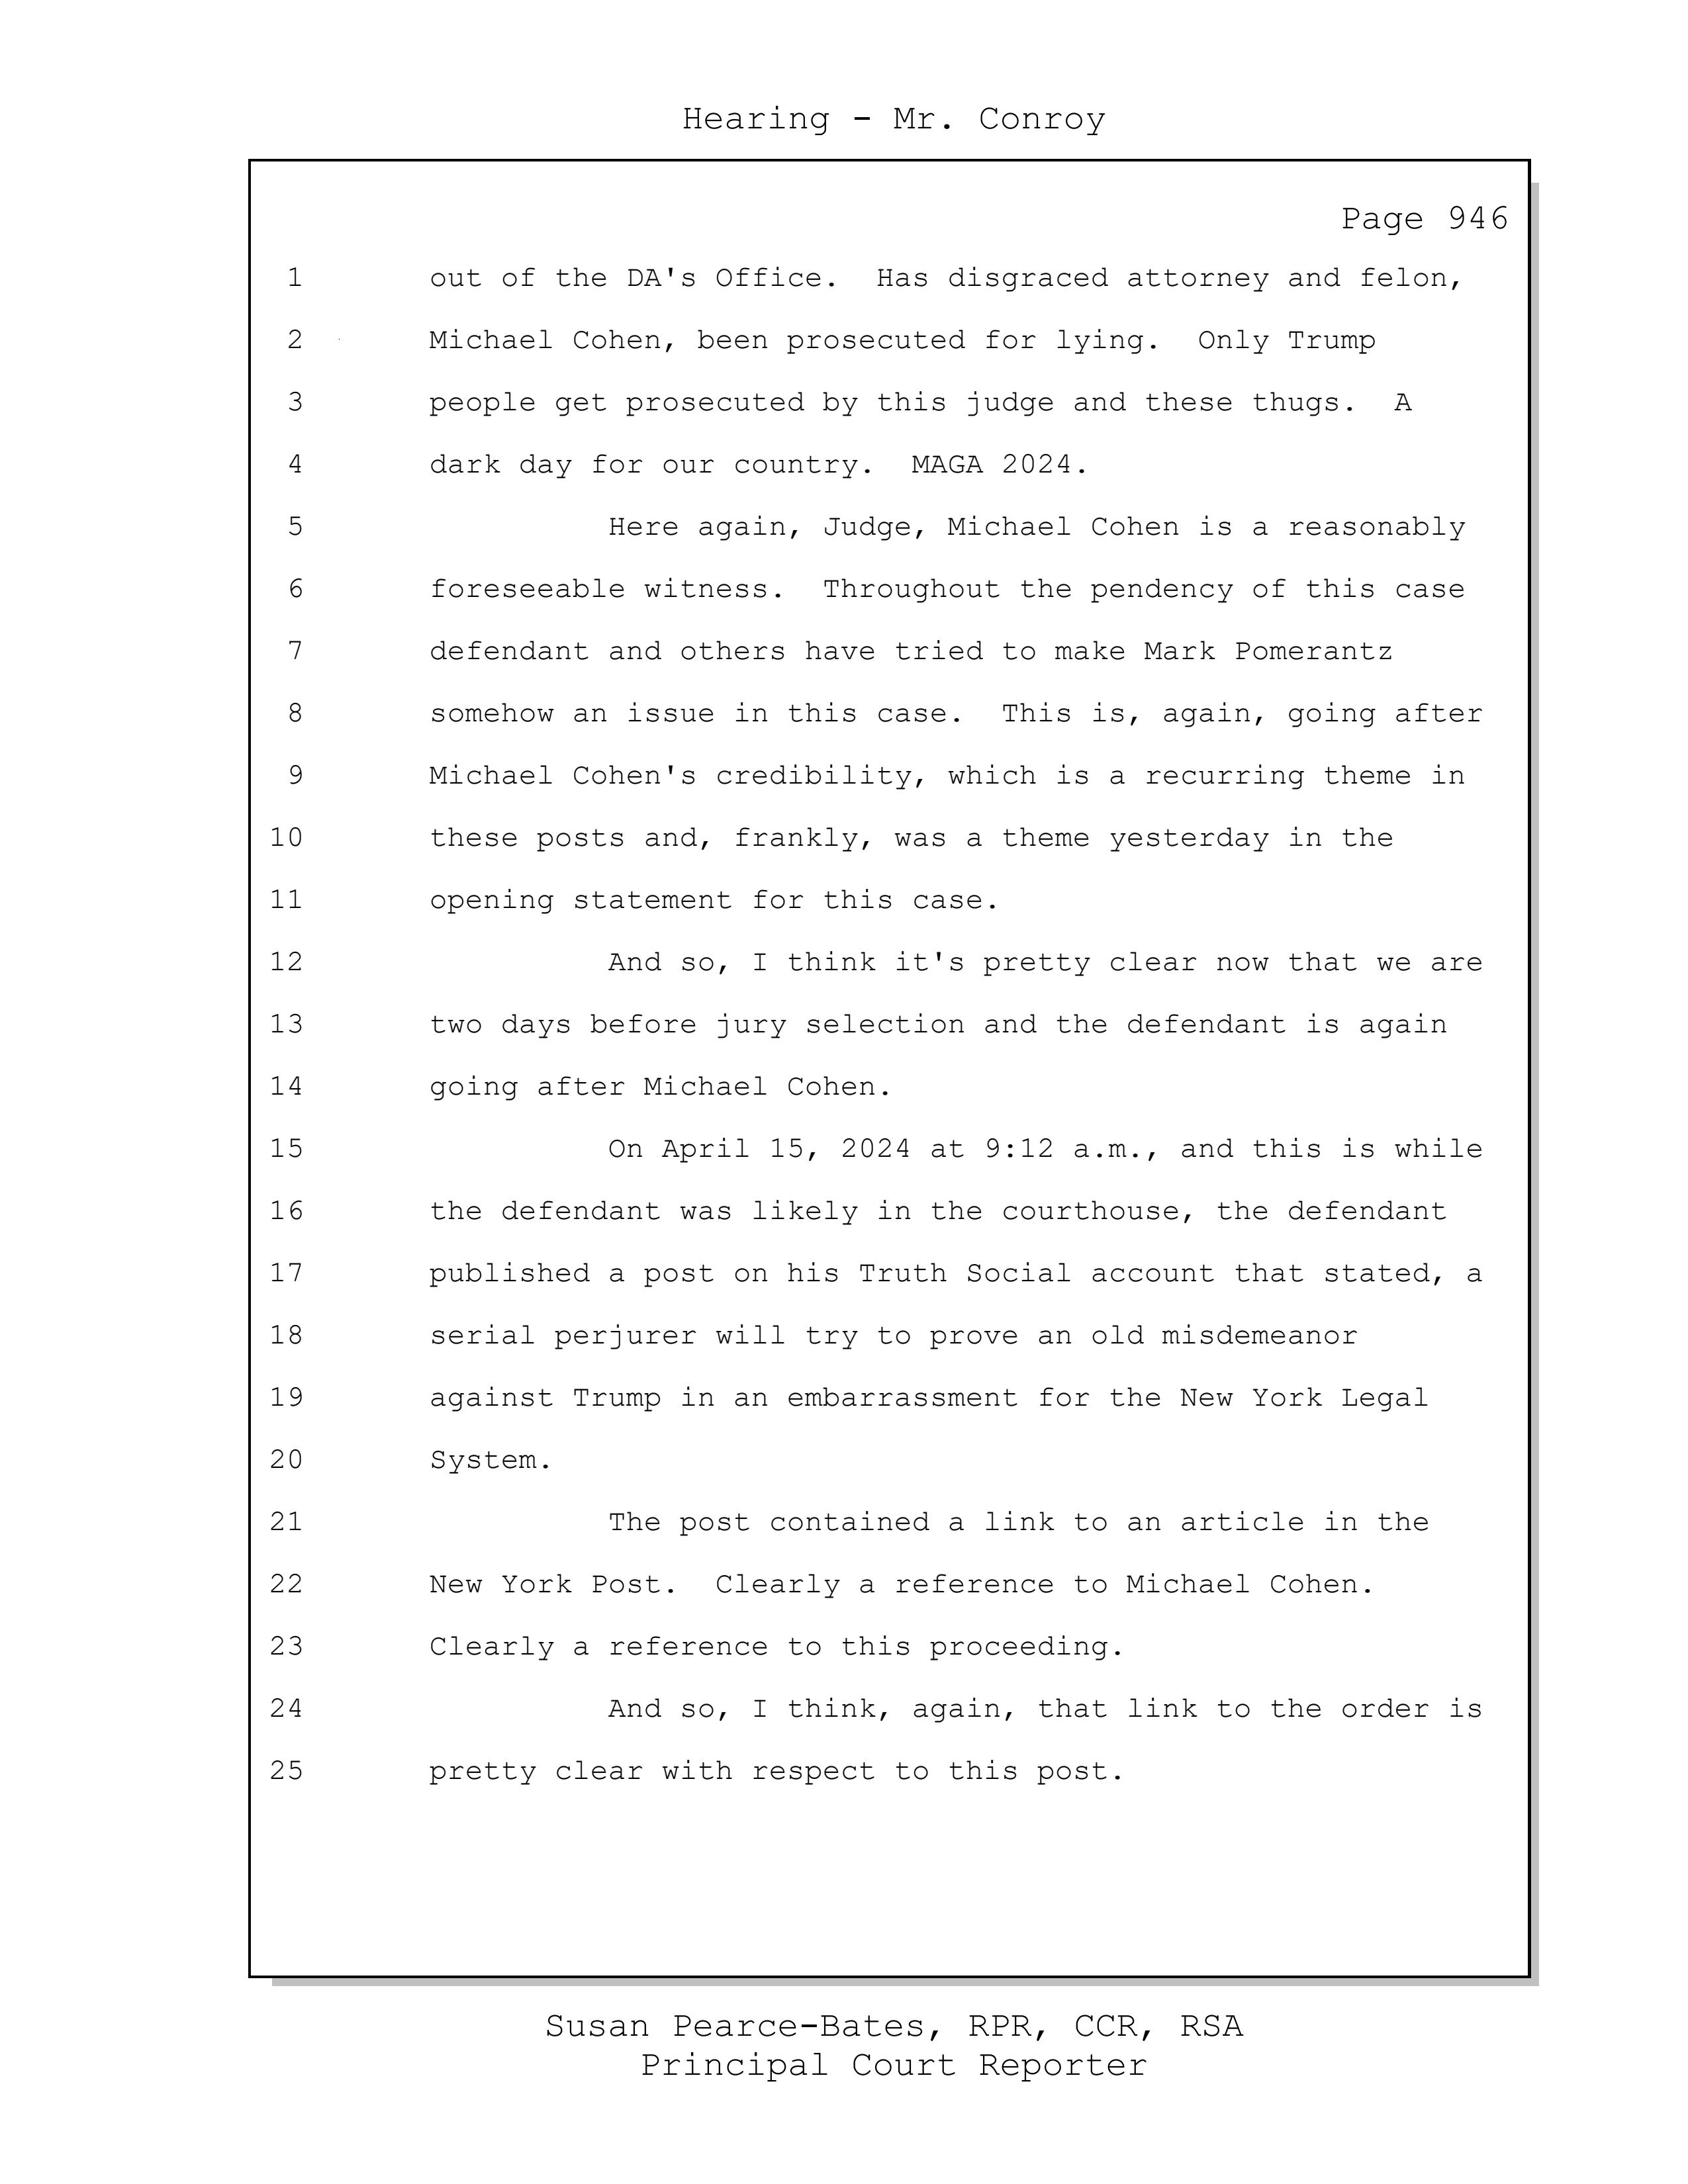 Hearing - Mr. Conroy
Page 946
1 out of the DA's Office. Has disgraced attorney and felon,
2 Michael Cohen, been prosecuted for lying. Only Trump
3 people get prosecuted by this judge and these thugs. A
4 dark day for our country. MAGA 2024.
5 Here again, Judge, Michael Cohen is a reasonably
6 foreseeable witness. Throughout the pendency of this case
7 defendant and others have tried to make Mark Pomerantz
8 somehow an issue in this case. This is, again, going after
9 Michael Cohen's credibility, which is a recurring theme in
10 these posts and, frankly, was a theme yesterday in the
11 opening statement for this case.
12 And so, I think it's pretty clear now that we are
13 two days before jury selection and the defendant is again
14 going after Michael Cohen.
15 On April 15, 2024 at 9:12 a.m., and this is while
16 the defendant was likely in the courthouse, the defendant
17 published a post on his Truth Social account that stated, a
18 serial perjurer will try to prove an old misdemeanor
19 against Trump in an embarrassment for the New York Legal
20 System.
21 The post contained a link to an article in the
22 New York Post. Clearly a reference to Michael Cohen.
23 Clearly a reference to this proceeding.
24 And so, I think, again, that link to the order is
25 pretty clear with respect to this post.
Susan Pearce-Bates, RPR, CCR, RSA
Principal Court Reporter